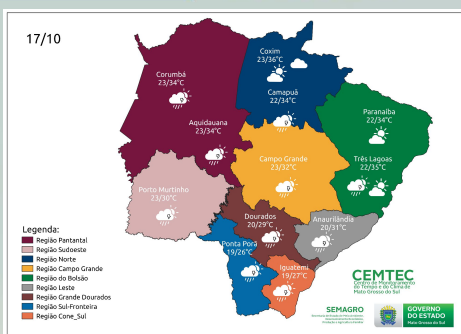 17/10
Coxim
23/36°C
Corumbá
23/34°C
Camapuã
22/34°C
Paranaiba
22/34°C
Aquidauana
23/34°C
Campo Grande
23/32°C
Três Lagoas
22/35°C
Porto Murtinho
23/30°C
Dourados
20/29°C
Anaurilândia
20/31°C
Ponta Porã
19/26°C
Iguatemi
19/27°C
Legenda:
Região Pantantal
Região Sudoeste
Região Norte
Região Campo Grande
Região do Bolsão
Região Leste
Região Grande Dourados
Região Sul-Fronteira
Região Cone_Sul
CEMTEC
Centro de Monitoramento
do Tempo e do Clima de
Mato Grosso do Sul
SEMAGRO
GOVERNO
DO ESTADO
Mato Grosso do Sul